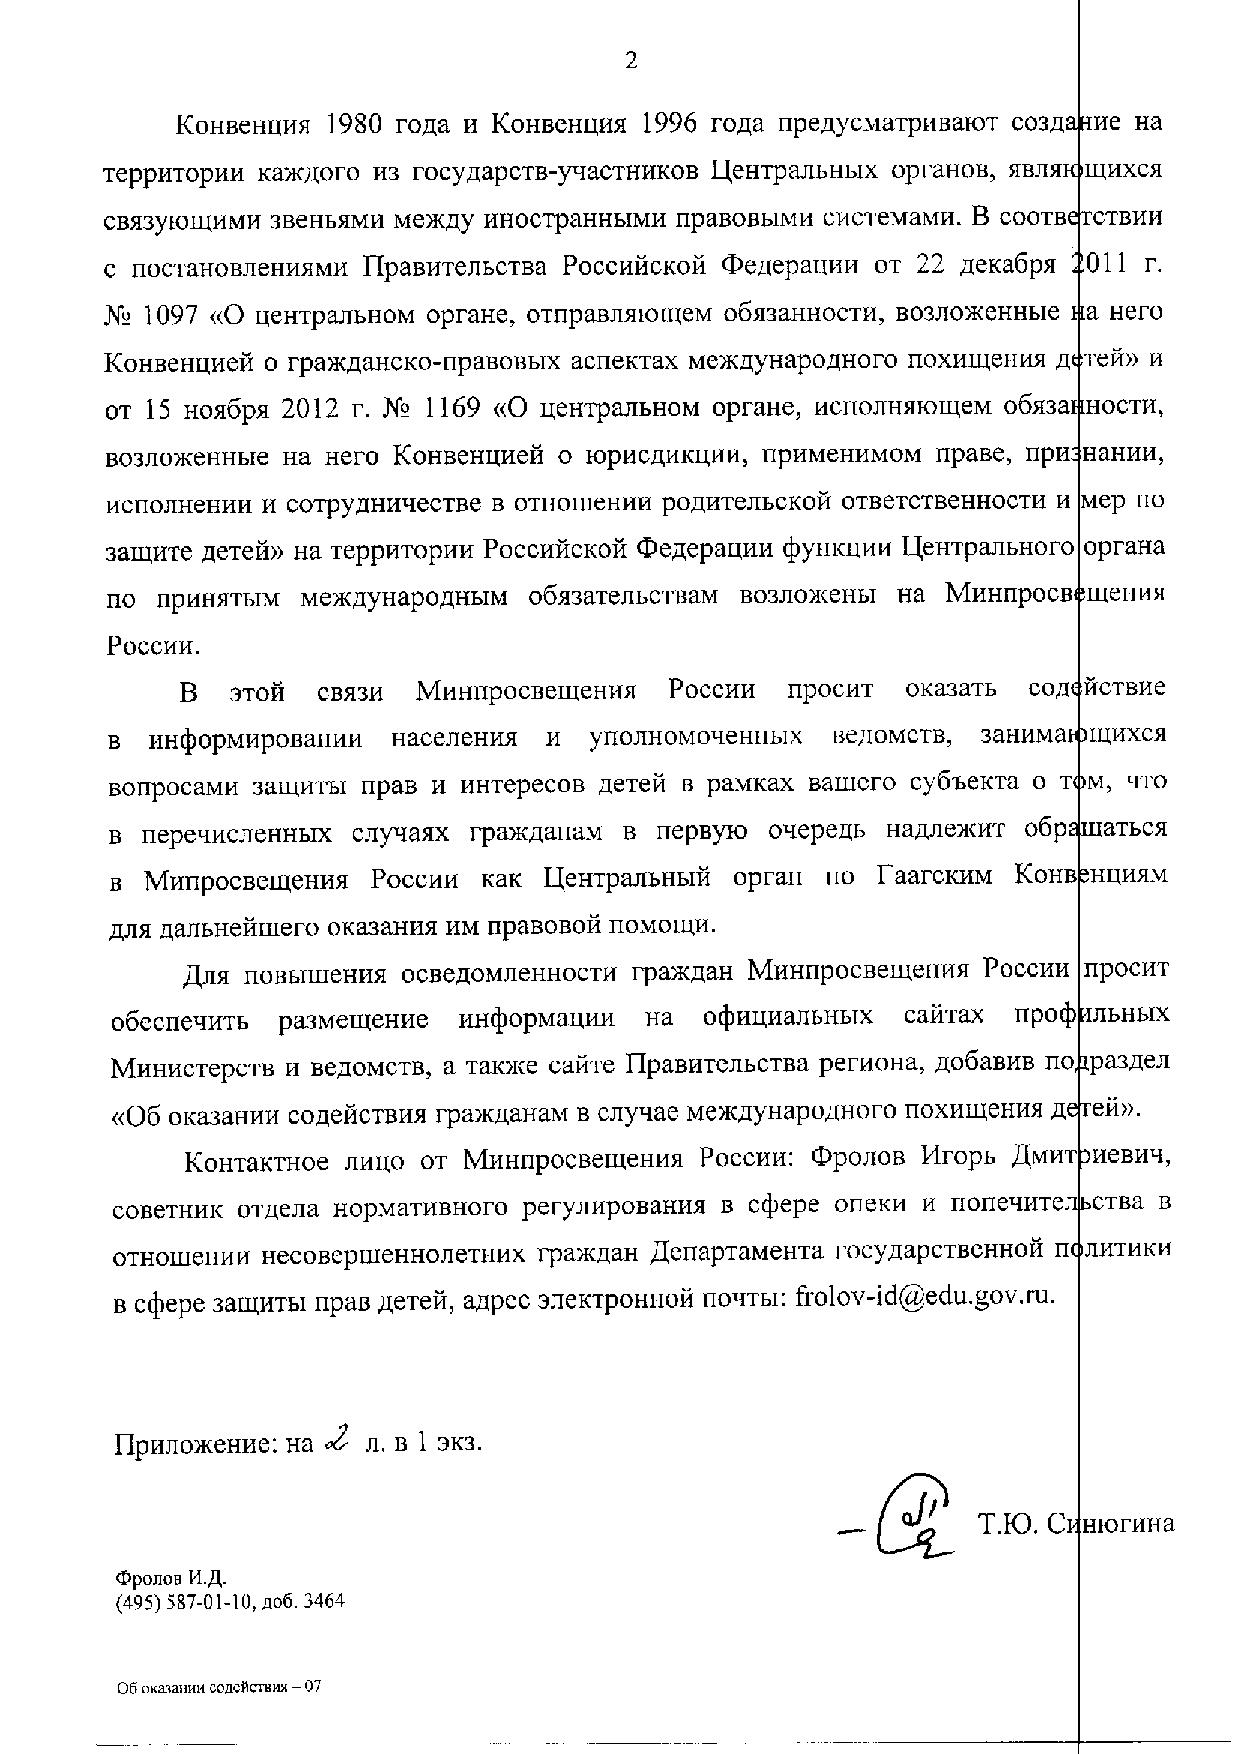 2
Конвенция 1980 года и Конвенция 1996 года предусматривают создание на
территории каждого из государств-участников Центральных органов, являющихся
связующими звеньями между иностранными правовыми системами. В соответствии
с постановлениями Правительства Российской Федерации от 22 декабря 2011 г.
№ 1097 «О центральном органе, отправляющем обязанности, возложенные на него
Конвенцией о гражданско-правовых аспектах международного похищения детей» и
от 15 ноября 2012 г. № 1169 «О центральном органе, исполняющем обязанности,
возложенные на него Конвенцией о юрисдикции, применимом праве, признании,
исполнении и сотрудничестве в отношении родительской ответственности и мер по
защите детей» на территории Российской Федерации функции Центрального органа
по принятым международным обязательствам возложены на Минпросвещения
России.
В этой связи Минпросвещения России просит оказать содействие
в информировании населения и уполномоченных ведомств, занимающихся
вопросами защиты прав и интересов детей в рамках вашего субъекта о том, что
в перечисленных случаях гражданам в первую очередь надлежит обращаться
в Мипросвещения России как Центральный орган по Гаагским Конвенциям
для дальнейшего оказания им правовой помощи.
Для повышения осведомленности граждан Минпросвещения России просит
обеспечить размещение информации на официальных сайтах профильных
Министерств и ведомств, а также сайте Правительства региона, добавив подраздел
«Об оказании содействия гражданам в случае международного похищения детей».
Контактное лицо от Минпросвещения России: Фролов Игорь Дмитриевич,
советник отдела нормативного регулирования в сфере опеки и попечительства в
отношении несовершеннолетних граждан Департамента государственной политики
в сфере защиты прав детей, адрес электронной почты: frolov-id@edu.gov.ru.
Приложение: на 2 л. в 1 экз.
Т.Ю. Синюгина
Фролов И.Д.
(495) 587-01-10, доб. 3464
Об оказании содействия – 07